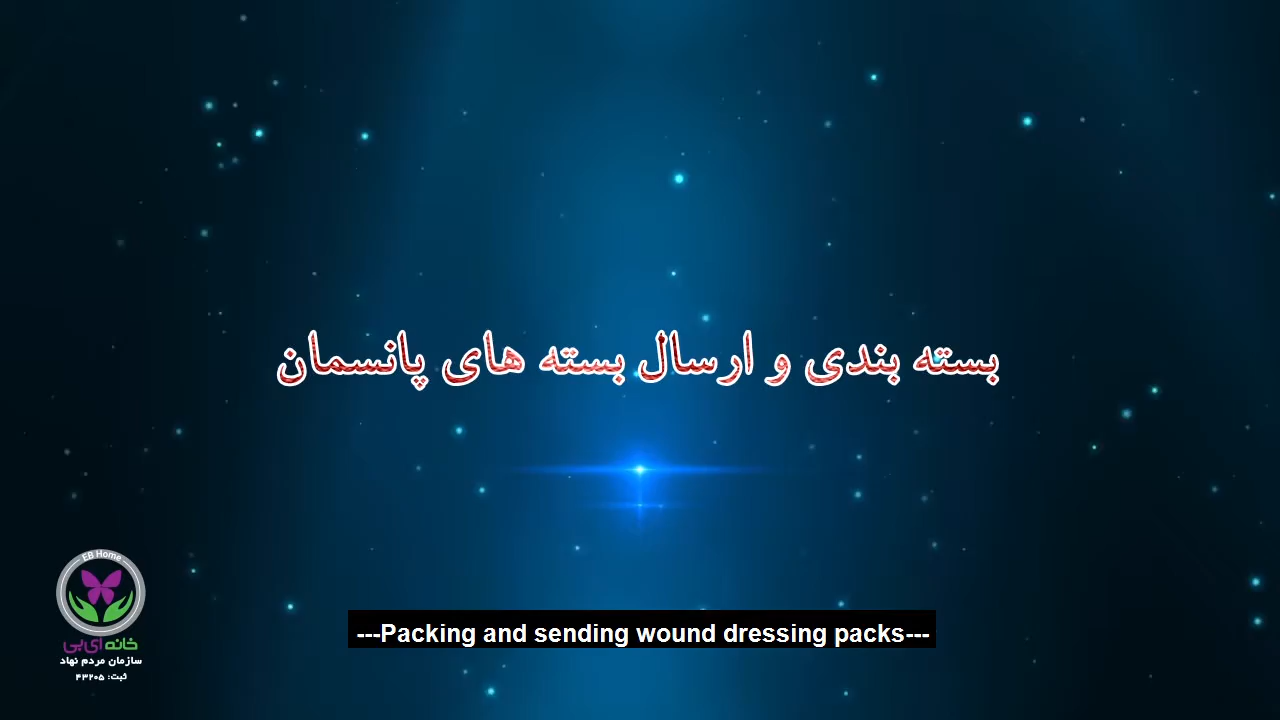 بسته بندی و ارسال بسته های پانسمان
---Packing and sending wound dressing packs---
EB Home
خانه ای‌بی
سازمان مردم نهاد
ثبت: ۴۳۲۰۵